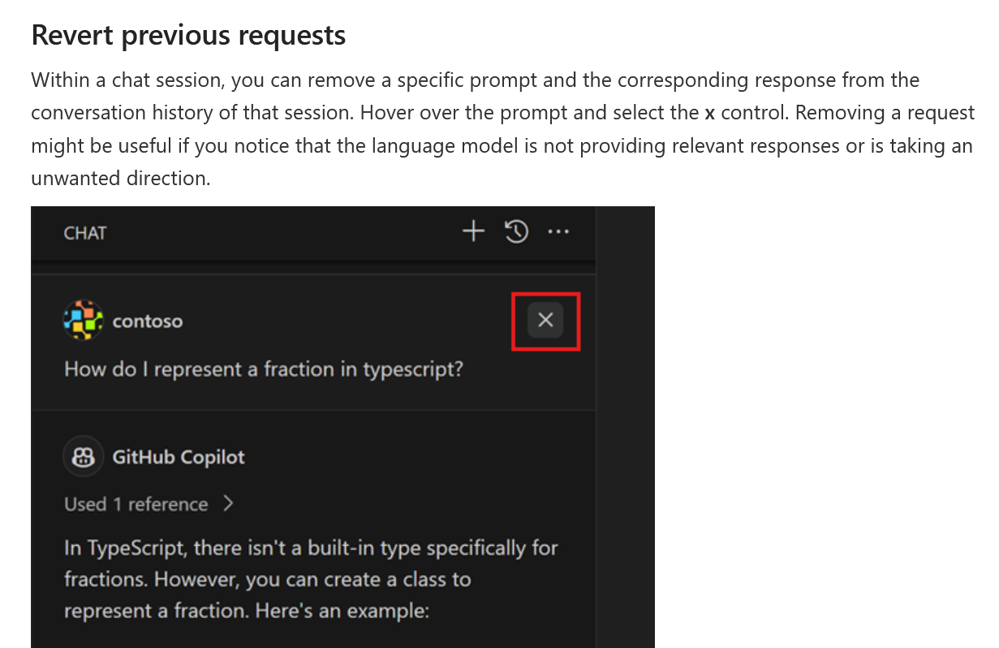 Revert previous requests
Within a chat session, you can remove a specific prompt and the corresponding response from the
conversation history of that session. Hover over the prompt and select the x control. Removing a request
might be useful if you notice that the language model is not providing relevant responses or is taking an
unwanted direction.
CHAT
contoso
How do I represent a fraction in typescript?
GitHub Copilot
Used 1 reference
In TypeScript, there isn't a built-in type specifically for
fractions. However, you can create a class to
represent a fraction. Here's an example: